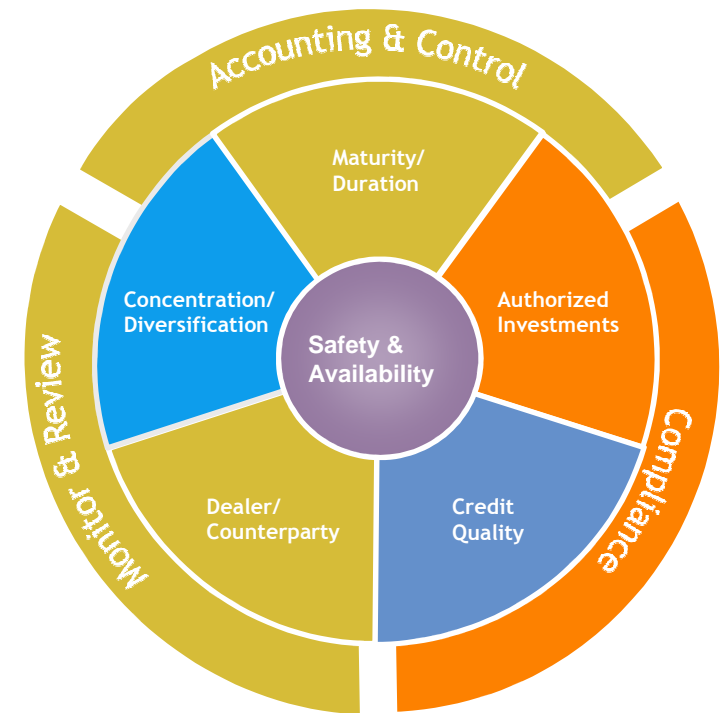 Accounting & Control
Maturity/
Duration
Concentration/
Diversification
Authorized
Investments
Safety &
Availability
Monitor & Review
Compliance
Dealer/
Counterparty
Credit
Quality